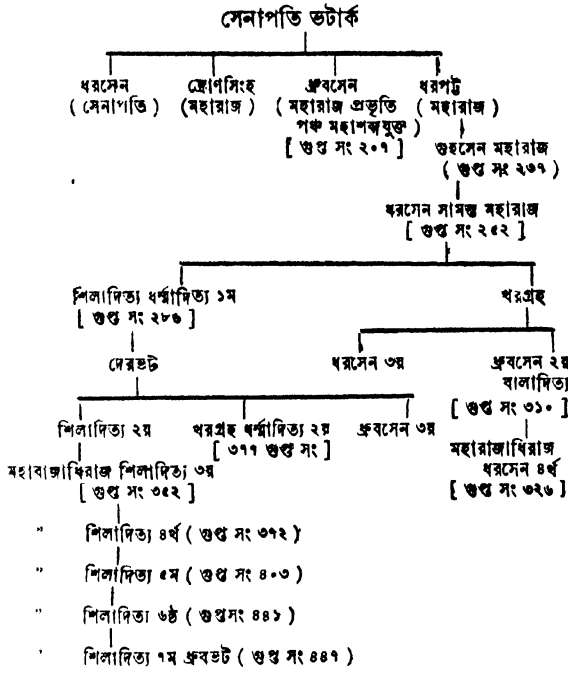 সেনাপতি ভটার্ক
ধরসেন দ্রোণসিংহ ধ্রুবসেন ধরপট্ট
( সেনাপতি ) (মহারাজ) ( মহারাজ প্রভৃতি ( মহারাজ )
পঞ্চ মহাশব্দযুক্ত )
[ গুপ্ত সং ২০৭ ] গুহসেন মহারাজ
( গুপ্ত সং ২৩৭ )
ধরসেন সামন্ত মহারাজ
[ গুপ্ত সং ২৫২ ]
শিলাদিত্য ধর্ম্মাদিত্য ১ম খরগ্রহ
[ গুপ্ত সং ২৮৬ ]
দেরভট ধরসেন ৩য় ধ্রুবসেন ২য়
বালাদিত্য
[ গুপ্ত সং ৩১০ ]
শিলাদিত্য ২য় খরগ্রহ ধর্ম্মাদিত্য ২য় ধ্রুবসেন ৩য়
[ ৩৭৭ গুপ্ত সং ] মহারাজাধিরাজ
মহাবাজাধিরাজ শিলাদিত্য ৩য় ধরসেন ৪র্থ
[ গুপ্ত সং ৩৫২ ] [ গুপ্ত সং ৩২৬ ]
" শিলাদিত্য ৪র্থ ( গুপ্ত সং ৩৭২ )
" শিলাদিত্য ৫ম ( গুপ্ত সং ৪০৩ )
" শিলাদিত্য ৬ষ্ঠ ( গুপ্তসং ৪৪১ )
' শিলাদিত্য ৭ম ধ্রুবভট ( গুপ্ত সং ৪৪৭ )